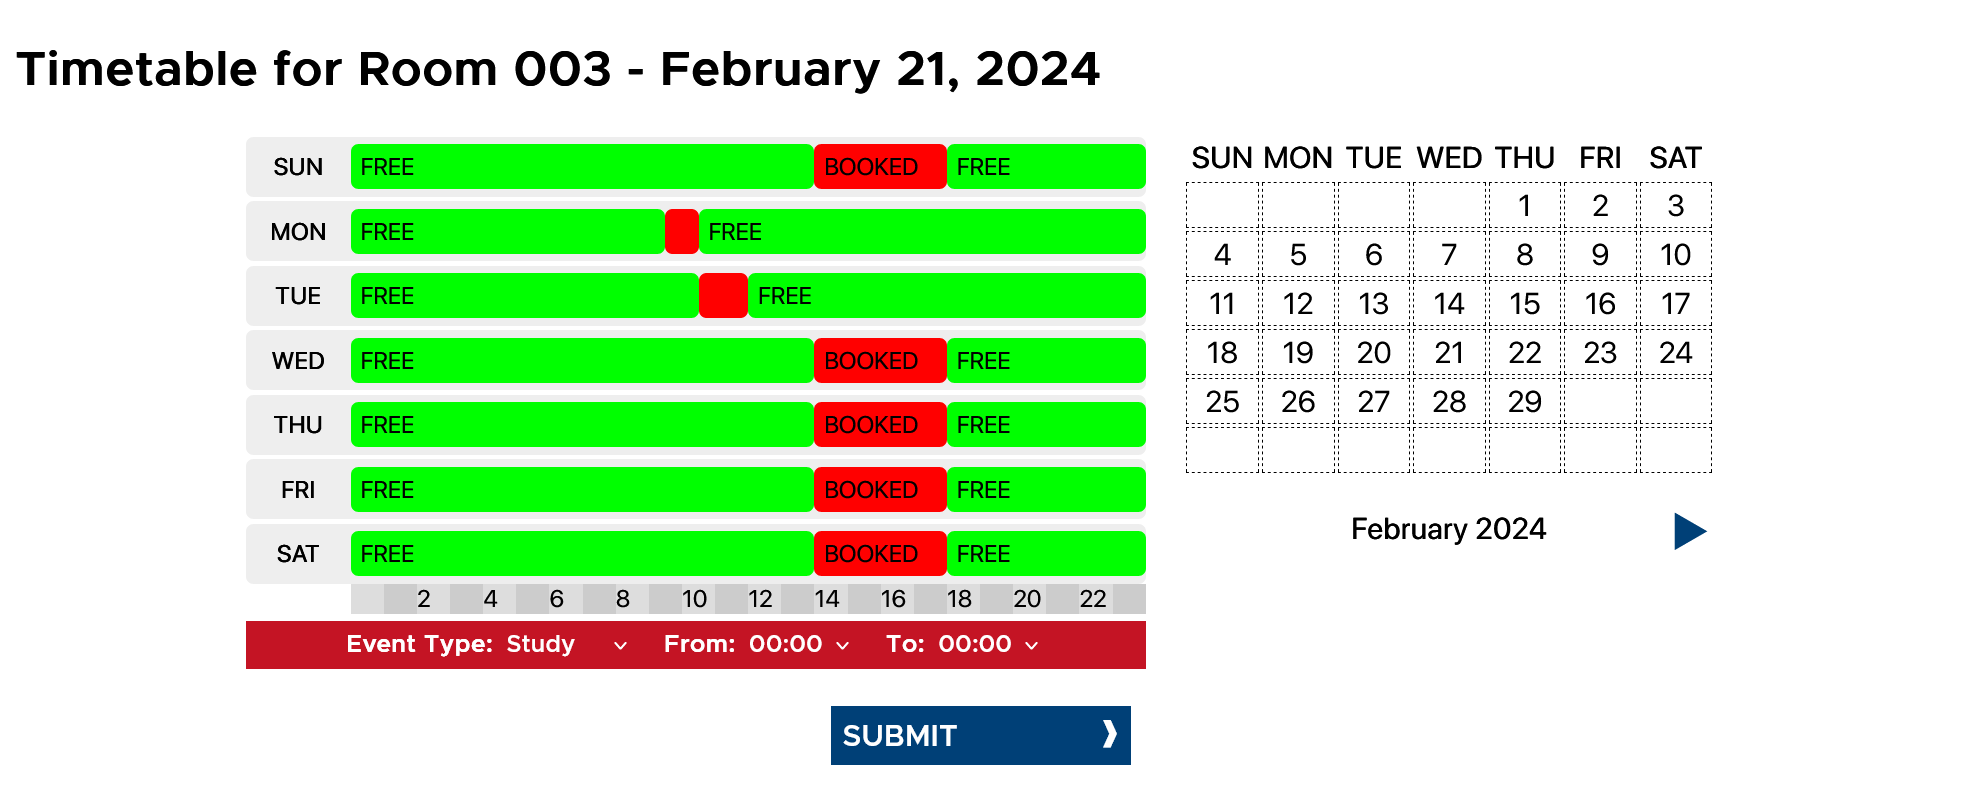 Timetable for Room 003 - February 21, 2024
SUN FREE BOOKED FREE
MON FREE FREE
TUE FREE FREE
WED FREE BOOKED FREE
THU FREE BOOKED FREE
FRI FREE BOOKED FREE
SAT FREE BOOKED FREE
2 4 6 8 10 12 14 16 18 20 22
Event Type: Study From: 00:00 To: 00:00
SUBMIT
SUN MON TUE WED THU FRI SAT
1 2 3
4 5 6 7 8 9 10
11 12 13 14 15 16 17
18 19 20 21 22 23 24
25 26 27 28 29
February 2024